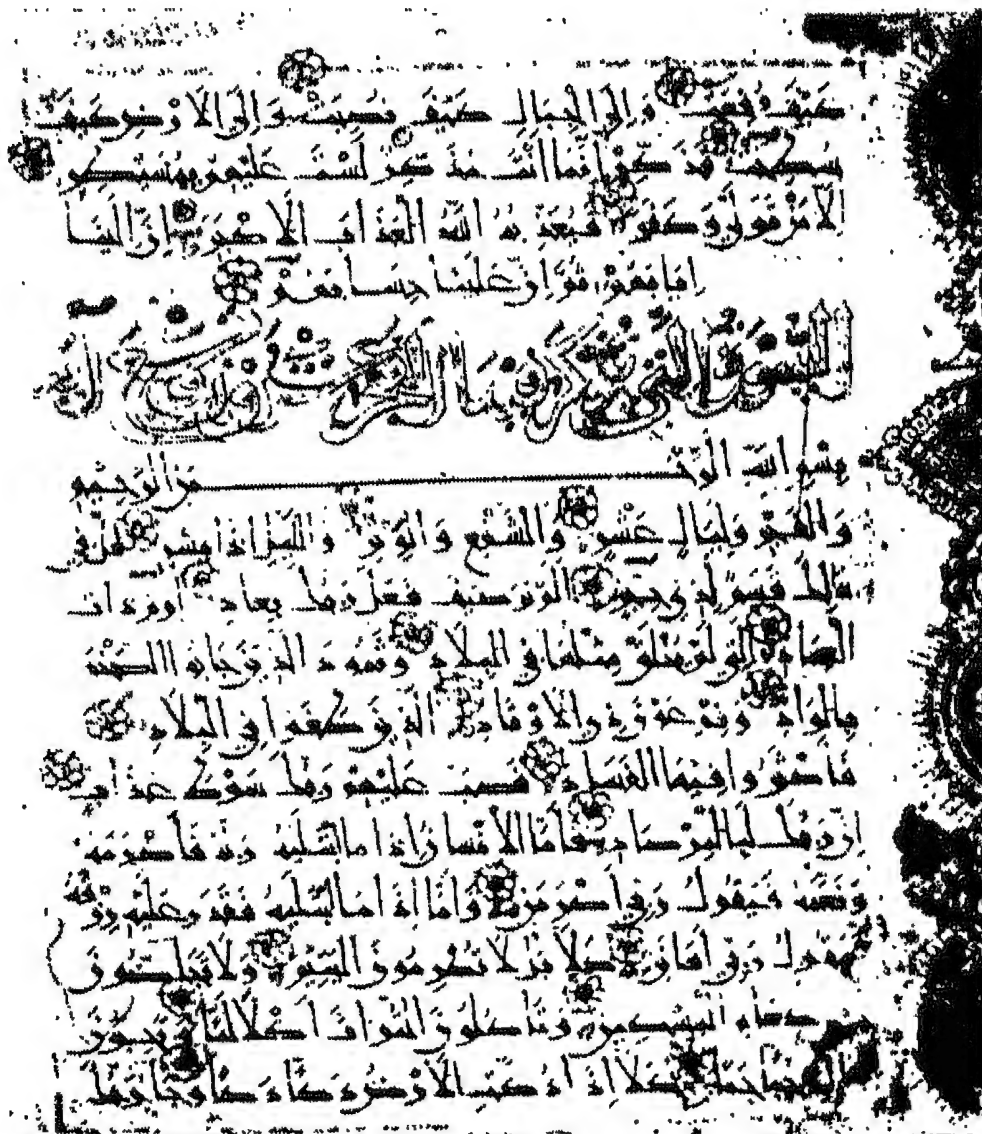 كيف رفعت وإلى الجبال كيف نصبت وإلى الأرض كيف
سطحت فذكر إنما أنت مذكر لست عليهم بمسيطر
إلا من تولى وكفر فيعذبه الله العذاب الأكبر إن إلينا
إيابهم ثم إن علينا حسابهم
بسم الله الرحمن الرحيم
والفجر وليال عشر والشفع والوتر والليل إذا يسر هل في
ذلك قسم لذي حجر ألم تر كيف فعل ربك بعاد إرم ذات
العماد التي لم يخلق مثلها في البلاد وثمود الذين جابوا الصخر
بالواد وفرعون ذي الأوتاد الذين طغوا في البلاد
فأكثروا فيها الفساد فصب عليهم ربك سوط عذاب
إن ربك لبالمرصاد فأما الإنسان إذا ما ابتليه ربه فأكرمه
ونعمه فيقول ربي أكرمن وأما إذا ما ابتليه فقدر عليه رزقه
فيقول ربي أهانن كلا بل لا تكرمون اليتيم ولا تحاضون
على طعام المسكين وتأكلون التراث أكلا لما وتحبون
المال حبا جما كلا إذا دكت الأرض دكا دكا وجا ربك